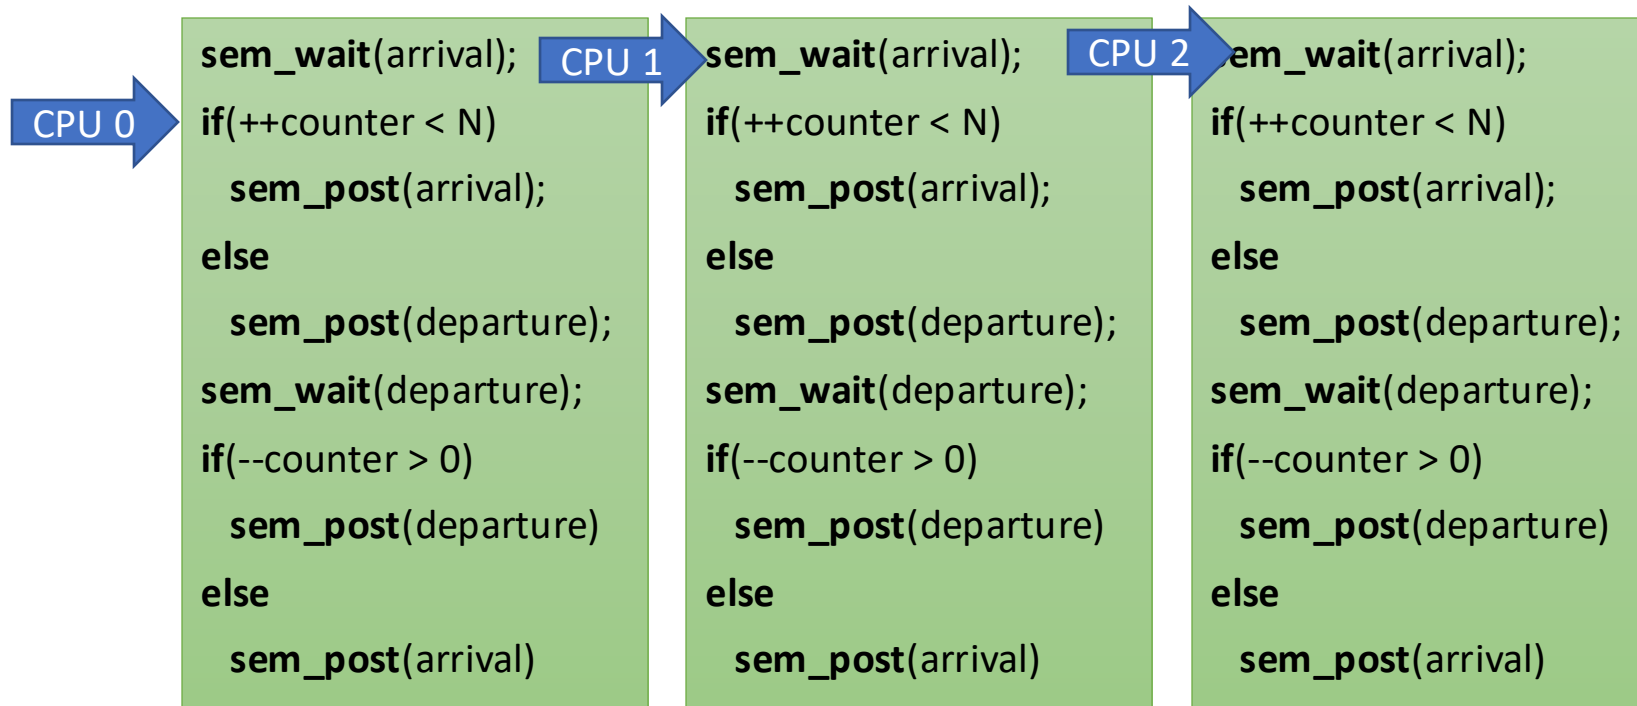 CPU 0
sem_wait(arrival);
if(++counter < N)
sem_post(arrival);
else
sem_post(departure);
sem_wait(departure);
if(--counter > 0)
sem_post(departure)
else
sem_post(arrival)
CPU 1
sem_wait(arrival);
if(++counter < N)
sem_post(arrival);
else
sem_post(departure);
sem_wait(departure);
if(--counter > 0)
sem_post(departure)
else
sem_post(arrival)
CPU 2
sem_wait(arrival);
if(++counter < N)
sem_post(arrival);
else
sem_post(departure);
sem_wait(departure);
if(--counter > 0)
sem_post(departure)
else
sem_post(arrival)